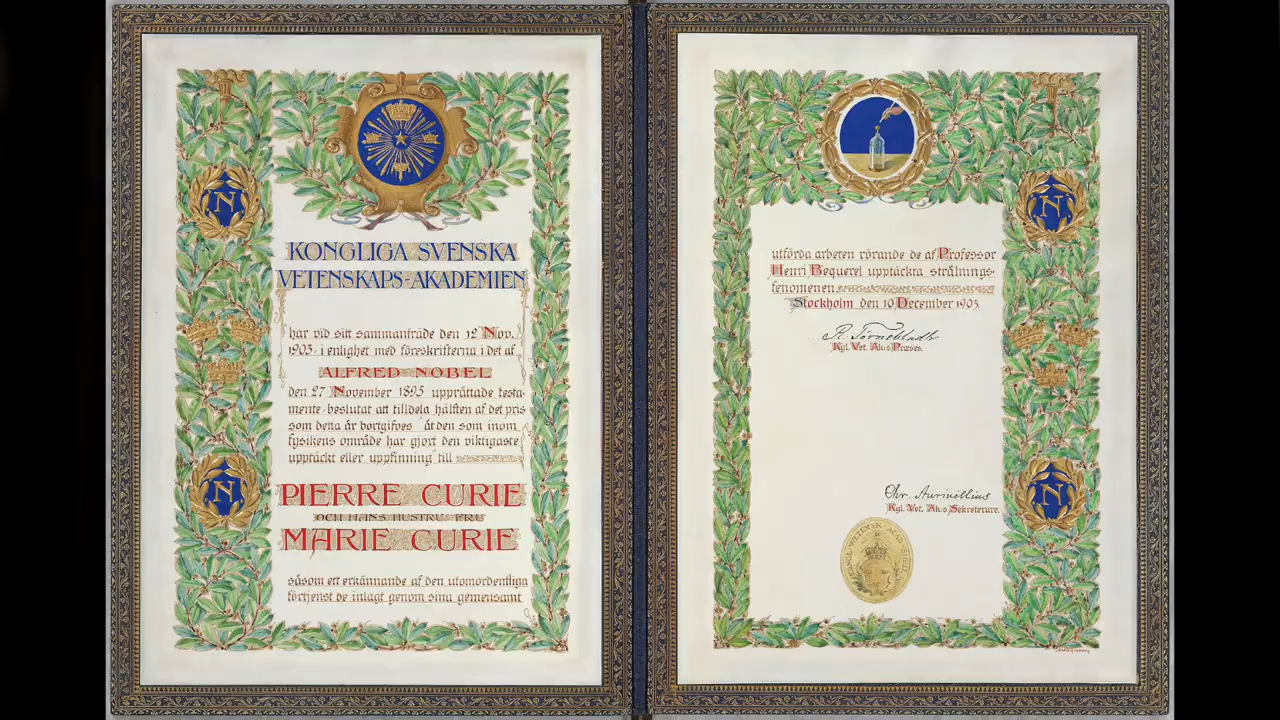 KONGLIGA SVENSKA
VETENSKAPS-AKADEMIEN
har vid sitt sammanträde den 12 Nov.
1903 i enlighet med föreskrifterna i det af
ALFRED NOBEL
den 27 November 1895 upprättade testa-
mente beslutat att tilldela hälften af det pris
som detta år bortgifves åt den som inom
fysikens område har gjort den viktigaste
upptäckt eller uppfinning till
PIERRE CURIE
OCH HANS HUSTRU FRU
MARIE CURIE
såsom ett erkännande af den utomordentliga
förtjenst de inlagt genom sina gemensamt
N
N
utförda arbeten rörande de af Professor
Henri Bequerel upptäckta strålnings-
fenomenen
Stockholm den 10 December 1903.
R. Törnebladh
Kgl. Vet. Ak:s Præses.
Chr. Aurivillius
Kgl. Vet. Ak:s Sekreterare.
N
N